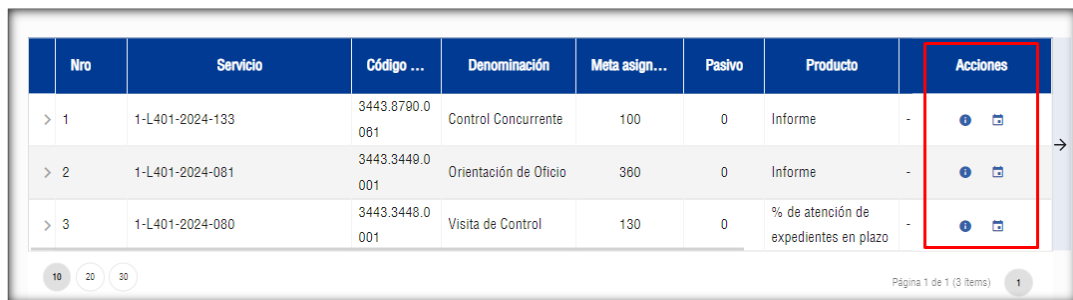 Nro Servicio Código ... Denominación Meta asign... Pasivo Producto Acciones
1 1-L401-2024-133 3443.8790.0 Control Concurrente 100 0 Informe -
061
2 1-L401-2024-081 3443.3449.0 Orientación de Oficio 360 0 Informe -
001
3 1-L401-2024-080 3443.3448.0 Visita de Control 130 0 % de atención de -
001 expedientes en plazo
10 20 30 Página 1 de 1 (3 ítems) 1